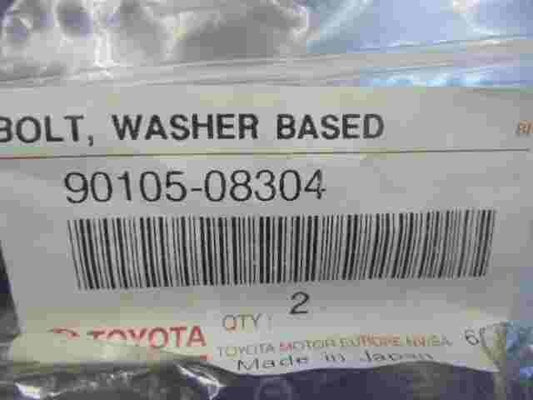 BOLT, WASHER BASED
90105-08304
QTY: 2
TOYOTA
TOYOTA MOTOR EUROPE NV/SA
Made in Japan